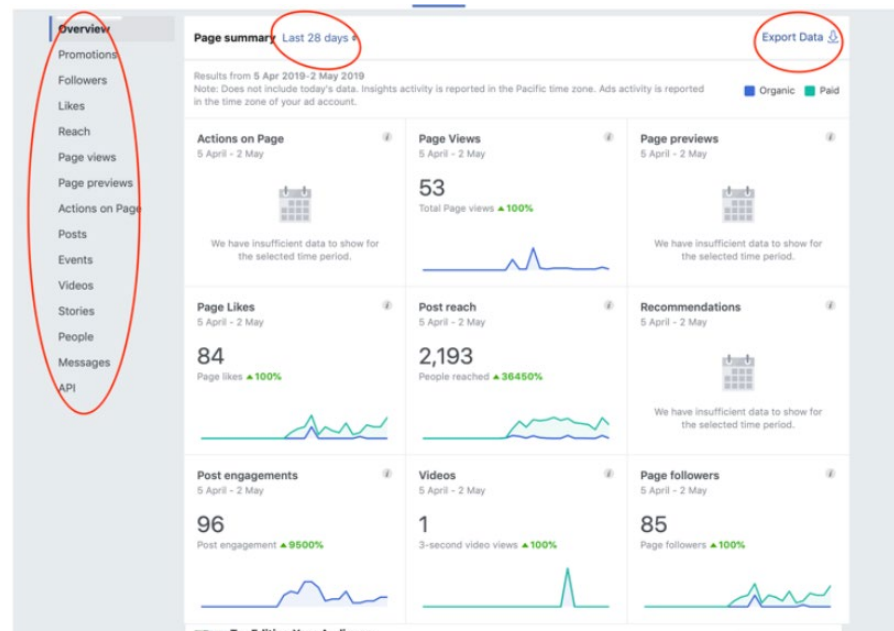 Overview
Promotions
Followers
Likes
Reach
Page views
Page previews
Actions on Page
Posts
Events
Videos
Stories
People
Messages
API
Page summary Last 28 days
Export Data
Results from 5 Apr 2019-2 May 2019
Note: Does not include today's data. Insights activity is reported in the Pacific time zone. Ads activity is reported
in the time zone of your ad account.
Organic Paid
Actions on Page
5 April - 2 May
We have insufficient data to show for
the selected time period.
Page Views
5 April - 2 May
53
Total Page views ▲100%
Page previews
5 April - 2 May
We have insufficient data to show for
the selected time period.
Page Likes
5 April - 2 May
84
Page likes ▲100%
Post reach
5 April - 2 May
2,193
People reached ▲36450%
Recommendations
5 April - 2 May
We have insufficient data to show for
the selected time period.
Post engagements
5 April - 2 May
96
Post engagement ▲9500%
Videos
5 April - 2 May
1
3-second video views ▲100%
Page followers
5 April - 2 May
85
Page followers ▲100%